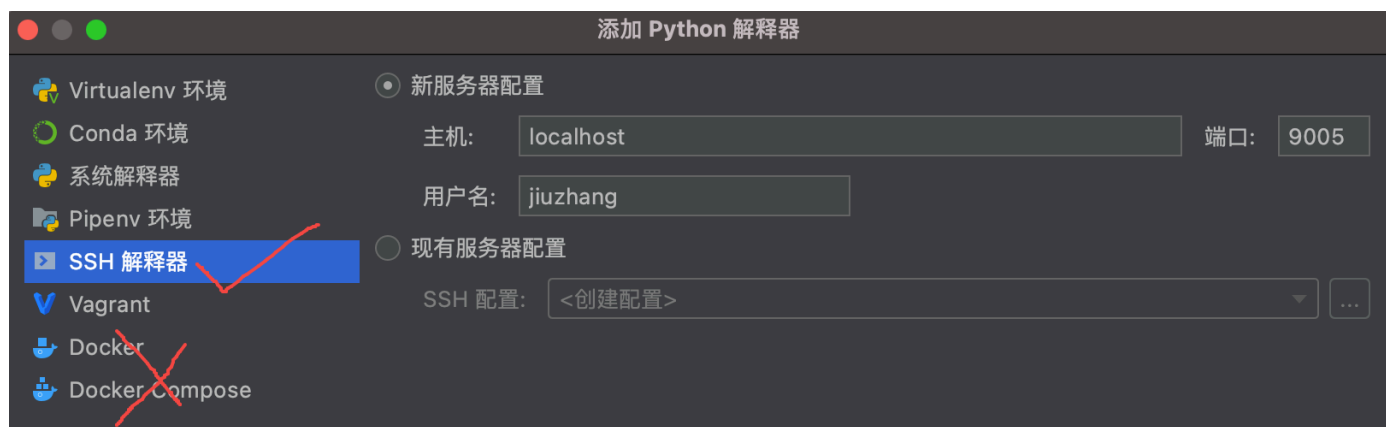 添加 Python 解释器
Virtualenv 环境
Conda 环境
系统解释器
Pipenv 环境
SSH 解释器
Vagrant
Docker
Docker Compose
新服务器配置
主机: localhost 端口: 9005
用户名: jiuzhang
现有服务器配置
SSH 配置: <创建配置> ...